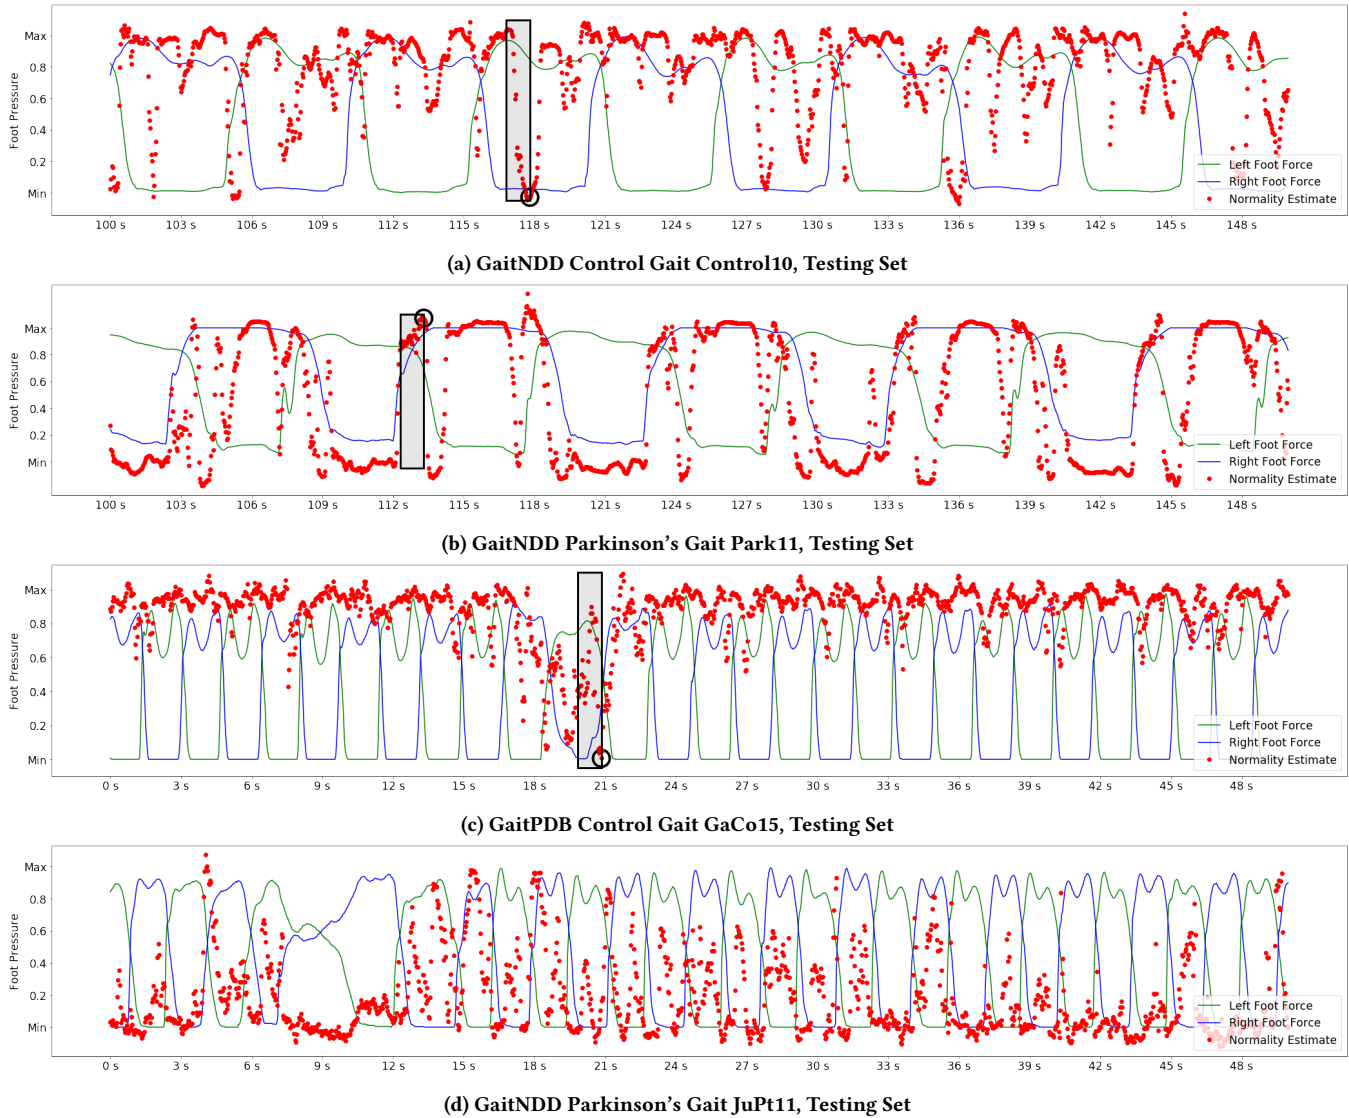 Foot Pressure
Max
0.8
0.6
0.4
0.2
Min
Left Foot Force
Right Foot Force
Normality Estimate
100 s 103 s 106 s 109 s 112 s 115 s 118 s 121 s 124 s 127 s 130 s 133 s 136 s 139 s 142 s 145 s 148 s
(a) GaitNDD Control Gait Control10, Testing Set
Foot Pressure
Max
0.8
0.6
0.4
0.2
Min
Left Foot Force
Right Foot Force
Normality Estimate
100 s 103 s 106 s 109 s 112 s 115 s 118 s 121 s 124 s 127 s 130 s 133 s 136 s 139 s 142 s 145 s 148 s
(b) GaitNDD Parkinson's Gait Park11, Testing Set
Foot Pressure
Max
0.8
0.6
0.4
0.2
Min
Left Foot Force
Right Foot Force
Normality Estimate
0 s 3 s 6 s 9 s 12 s 15 s 18 s 21 s 24 s 27 s 30 s 33 s 36 s 39 s 42 s 45 s 48 s
(c) GaitPDB Control Gait GaCo15, Testing Set
Foot Pressure
Max
0.8
0.6
0.4
0.2
Min
Left Foot Force
Right Foot Force
Normality Estimate
0 s 3 s 6 s 9 s 12 s 15 s 18 s 21 s 24 s 27 s 30 s 33 s 36 s 39 s 42 s 45 s 48 s
(d) GaitNDD Parkinson's Gait JuPt11, Testing Set